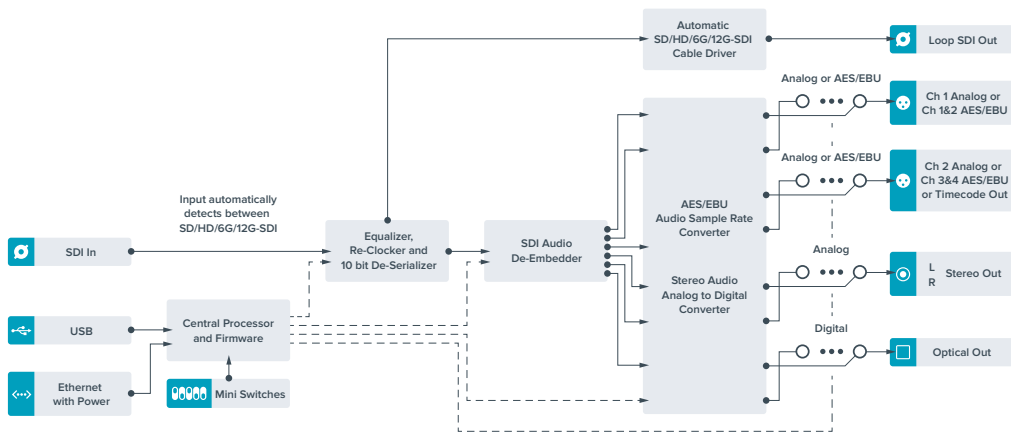 Automatic
SD/HD/6G/12G-SDI
Cable Driver
Loop SDI Out
Analog or AES/EBU
Ch 1 Analog or
Ch 1&2 AES/EBU
Analog or AES/EBU
Ch 2 Analog or
Ch 3&4 AES/EBU
or Timecode Out
Input automatically
detects between
SD/HD/6G/12G-SDI
SDI In
Equalizer,
Re-Clocker and
10 bit De-Serializer
SDI Audio
De-Embedder
AES/EBU
Audio Sample Rate
Converter
Stereo Audio
Analog to Digital
Converter
Analog
L
R
Stereo Out
USB
Central Processor
and Firmware
Digital
Optical Out
Ethernet
with Power
Mini Switches